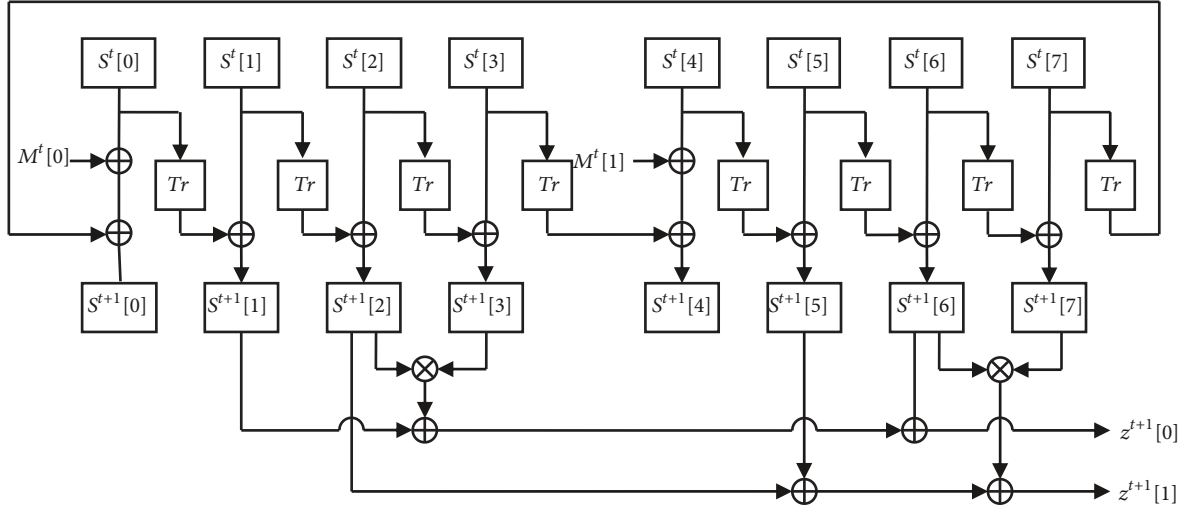 S^t[0] S^t[1] S^t[2] S^t[3] S^t[4] S^t[5] S^t[6] S^t[7]
M^t[0] M^t[1]
Tr Tr Tr Tr Tr Tr Tr Tr
S^{t+1}[0] S^{t+1}[1] S^{t+1}[2] S^{t+1}[3] S^{t+1}[4] S^{t+1}[5] S^{t+1}[6] S^{t+1}[7]
z^{t+1}[0]
z^{t+1}[1]